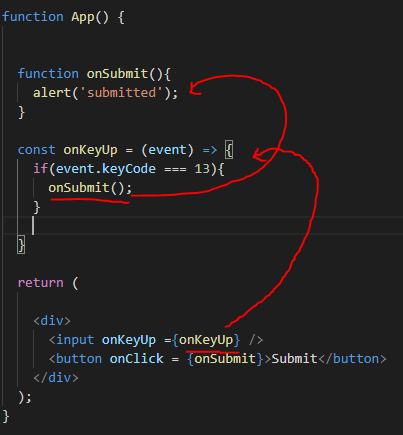 function App() {
function onSubmit(){
alert('submitted');
}
const onKeyUp = (event) => {
if(event.keyCode === 13){
onSubmit();
}
}
return (
<div>
<input onKeyUp ={onKeyUp} />
<button onClick = {onSubmit}>Submit</button>
</div>
);
}